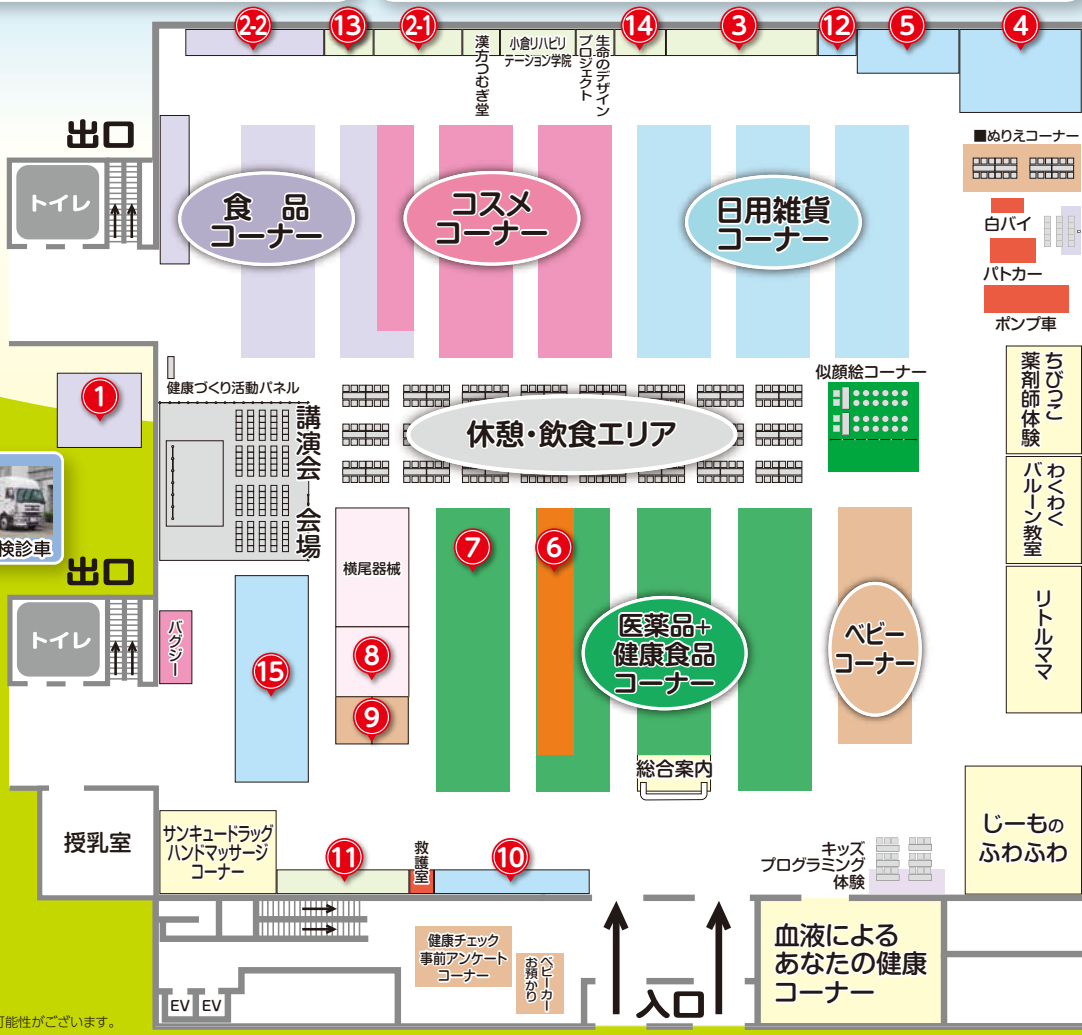 2-2
13
2-1
漢方つむぎ堂
小倉リハビリ
テーション学院
生命のデザイン
プロジェクト
14
3
12
5
4
出口
トイレ
食品
コーナー
コスメ
コーナー
日用雑貨
コーナー
■ぬりえコーナー
白バイ
パトカー
ポンプ車
1
健康づくり活動パネル
講演会 会場
休憩・飲食エリア
似顔絵コーナー
ちびっこ
薬剤師体験
わくわく
バルーン教室
リトルママ
検診車
出口
トイレ
バグジー
15
横尾器械
8
9
7
6
医薬品+
健康食品
コーナー
ベビー
コーナー
総合案内
授乳室
サンキュードラッグ
ハンドマッサージ
コーナー
11
救護室
10
キッズ
プログラミング
体験
じーもの
ふわふわ
健康チェック
事前アンケート
コーナー
ベビーカー
お預かり
入口
血液による
あなたの健康
コーナー
EV
EV
可能性がございます。